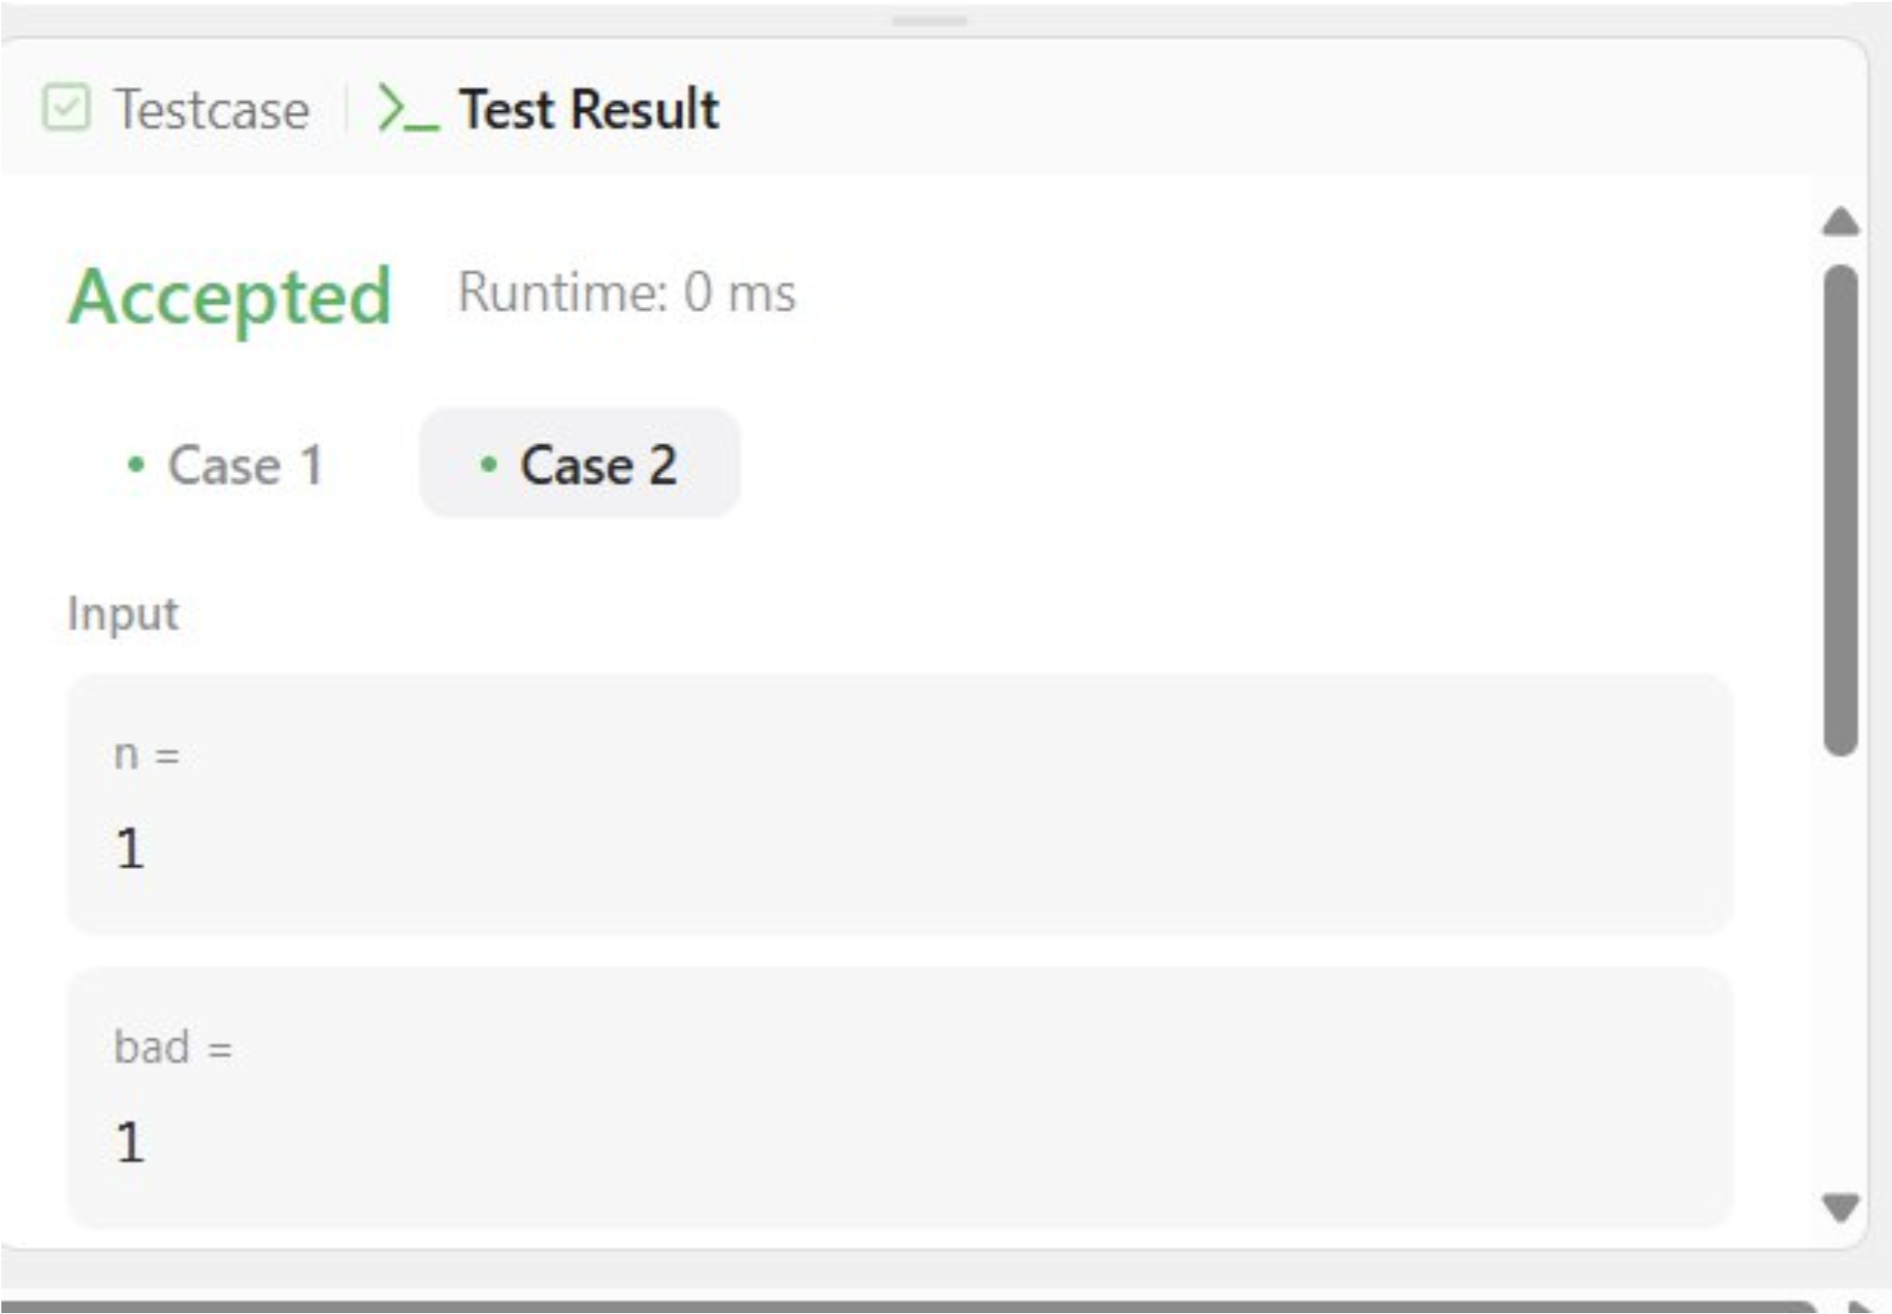 Testcase Test Result
Accepted Runtime: 0 ms
Case 1 Case 2
Input
n =
1
bad =
1